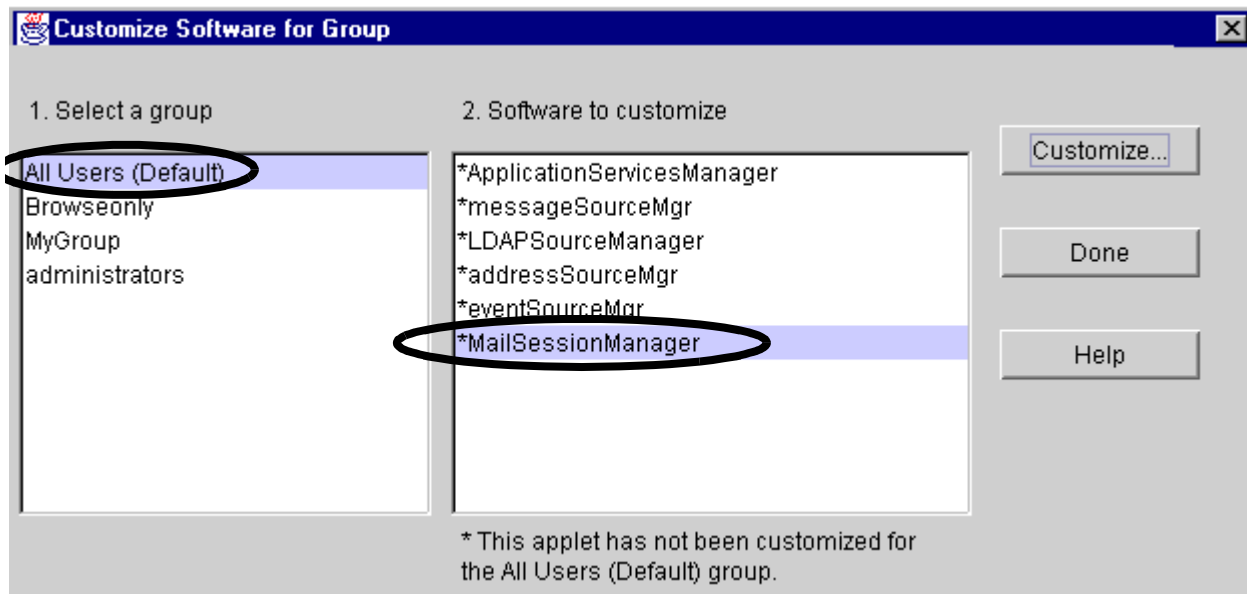 Customize Software for Group
1. Select a group
2. Software to customize
All Users (Default)
Browseonly
MyGroup
administrators
*ApplicationServicesManager
*messageSourceMgr
*LDAPSourceManager
*addressSourceMgr
*eventSourceMgr
*MailSessionManager
Customize...
Done
Help
* This applet has not been customized for
the All Users (Default) group.